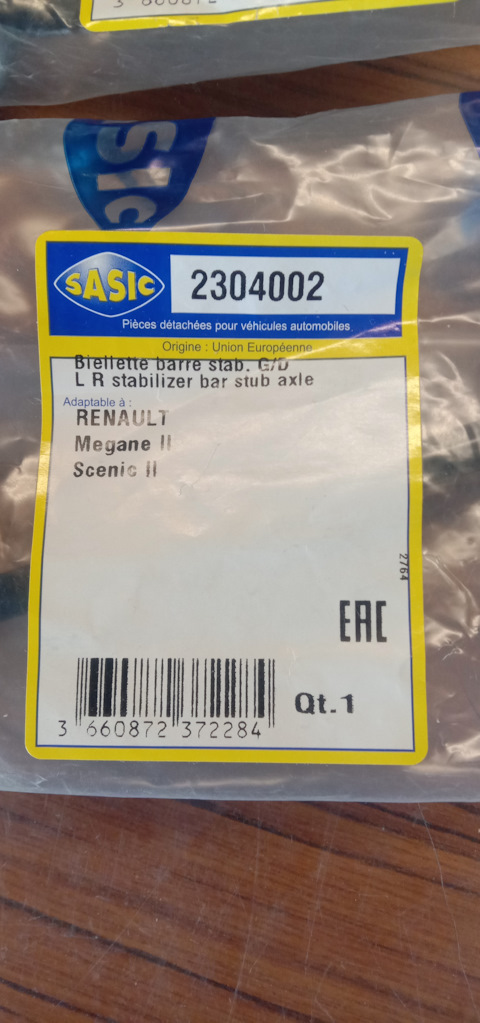 SASIC
SASIC
2304002
Pièces détachées pour véhicules automobiles
Origine : Union Européenne
Biellette barre stab. G/D
L R stabilizer bar stub axle
Adaptable à :
RENAULT
Megane II
Scenic II
2764
EAC
Qt.1
3 660872 372284